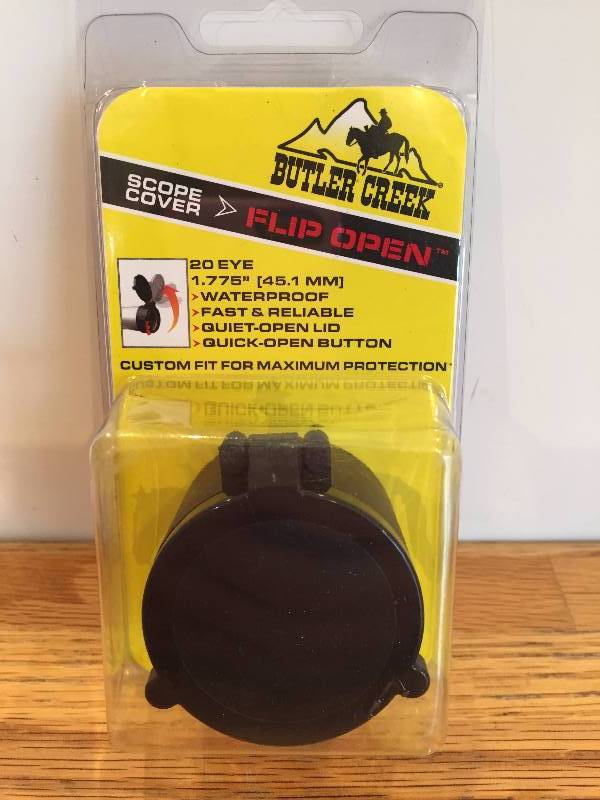 BUTLER CREEK®
SCOPE
COVER
FLIP OPEN™
20 EYE
1.775" [45.1 MM]
>WATERPROOF
>FAST & RELIABLE
>QUIET-OPEN LID
>QUICK-OPEN BUTTON
CUSTOM FIT FOR MAXIMUM PROTECTION